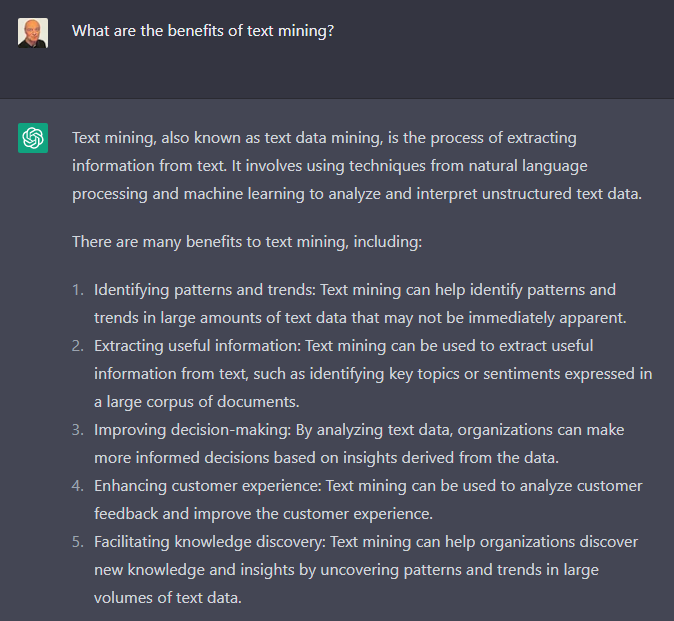 What are the benefits of text mining?
Text mining, also known as text data mining, is the process of extracting
information from text. It involves using techniques from natural language
processing and machine learning to analyze and interpret unstructured text data.
There are many benefits to text mining, including:
1. Identifying patterns and trends: Text mining can help identify patterns and
trends in large amounts of text data that may not be immediately apparent.
2. Extracting useful information: Text mining can be used to extract useful
information from text, such as identifying key topics or sentiments expressed in
a large corpus of documents.
3. Improving decision-making: By analyzing text data, organizations can make
more informed decisions based on insights derived from the data.
4. Enhancing customer experience: Text mining can be used to analyze customer
feedback and improve the customer experience.
5. Facilitating knowledge discovery: Text mining can help organizations discover
new knowledge and insights by uncovering patterns and trends in large
volumes of text data.